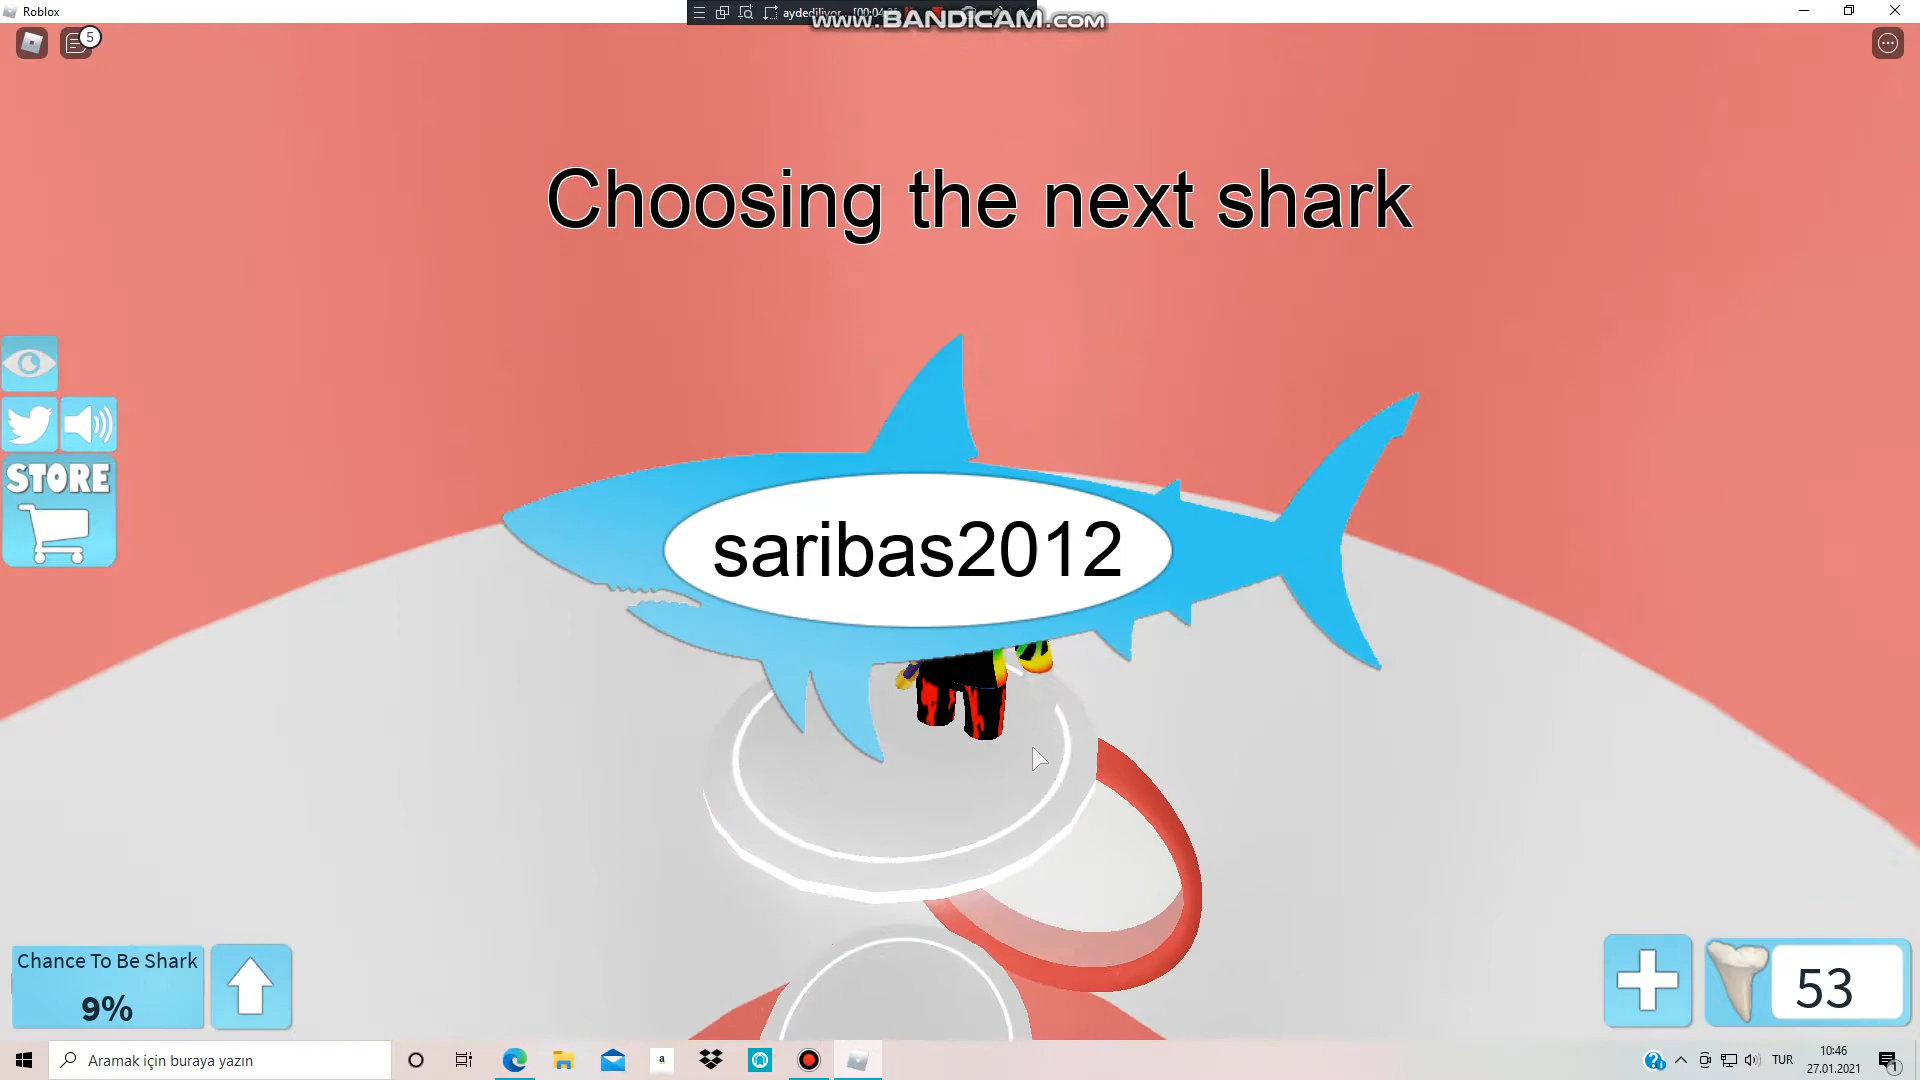 Roblox
www.BANDICAM.com
5
Choosing the next shark
saribas2012
STORE
Chance To Be Shark
9%
53
Aramak için buraya yazın
a
TUR
10:46
27.01.2021
1